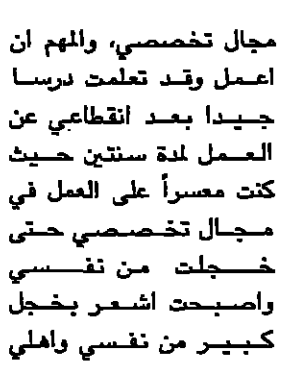 مجال تخصصي، والمهم ان
اعمل وقد تعلمت درسا
جيدا بعد انقطاعي عن
العمل لمدة سنتين حيث
كنت معسراً على العمل في
مجال تخصصي حتى
خجلت من نفسي
واصبحت اشعر بخجل
كبير من نفسي واهلي